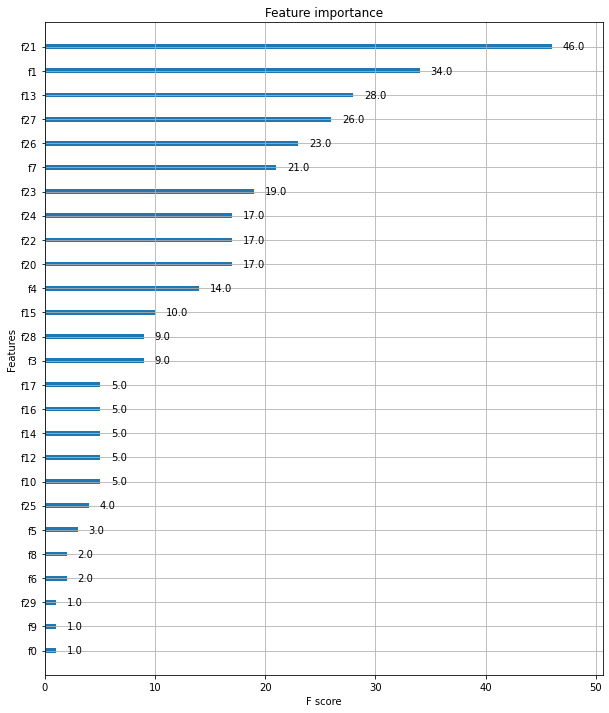 Feature importance
f21 46.0
f1 34.0
f13 28.0
f27 26.0
f26 23.0
f7 21.0
f23 19.0
f24 17.0
f22 17.0
f20 17.0
f4 14.0
f15 10.0
f28 9.0
f3 9.0
f17 5.0
f16 5.0
f14 5.0
f12 5.0
f10 5.0
f25 4.0
f5 3.0
f8 2.0
f6 2.0
f29 1.0
f9 1.0
f0 1.0
Features
0 10 20 30 40 50
F score